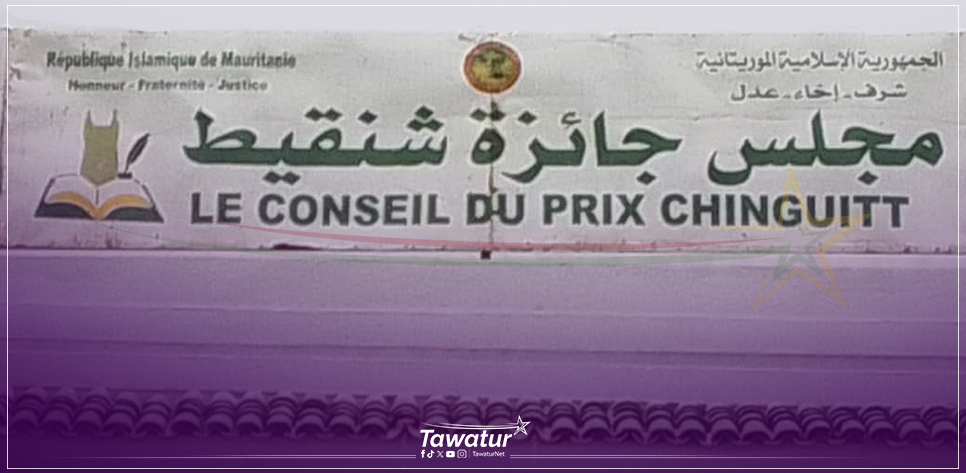 République Islamique de Mauritanie
Honneur - Fraternité - Justice
الجمهورية الإسلامية الموريتانية
شرف - إخاء - عدل
مجلس جائزة شنقيط
LE CONSEIL DU PRIX CHINGUITT
Tawatur
TawaturNet